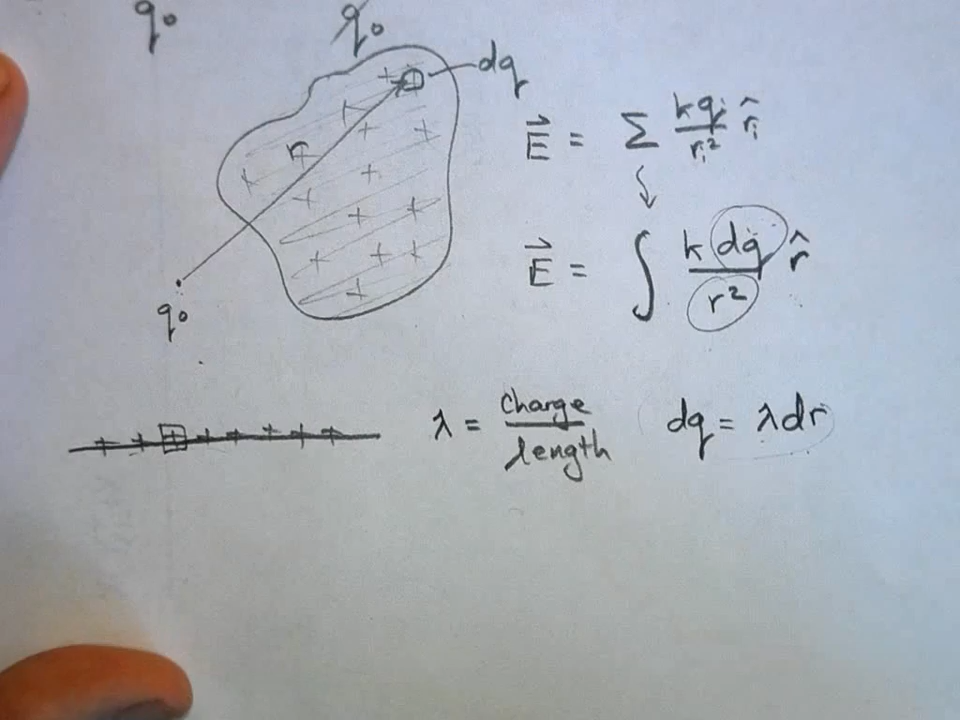 q₀ q₀
dq
r
E⃗ = Σ kqᵢ/rᵢ² r̂ᵢ
E⃗ = ∫ k dq/r² r̂
q₀
λ = charge/length dq = λdr